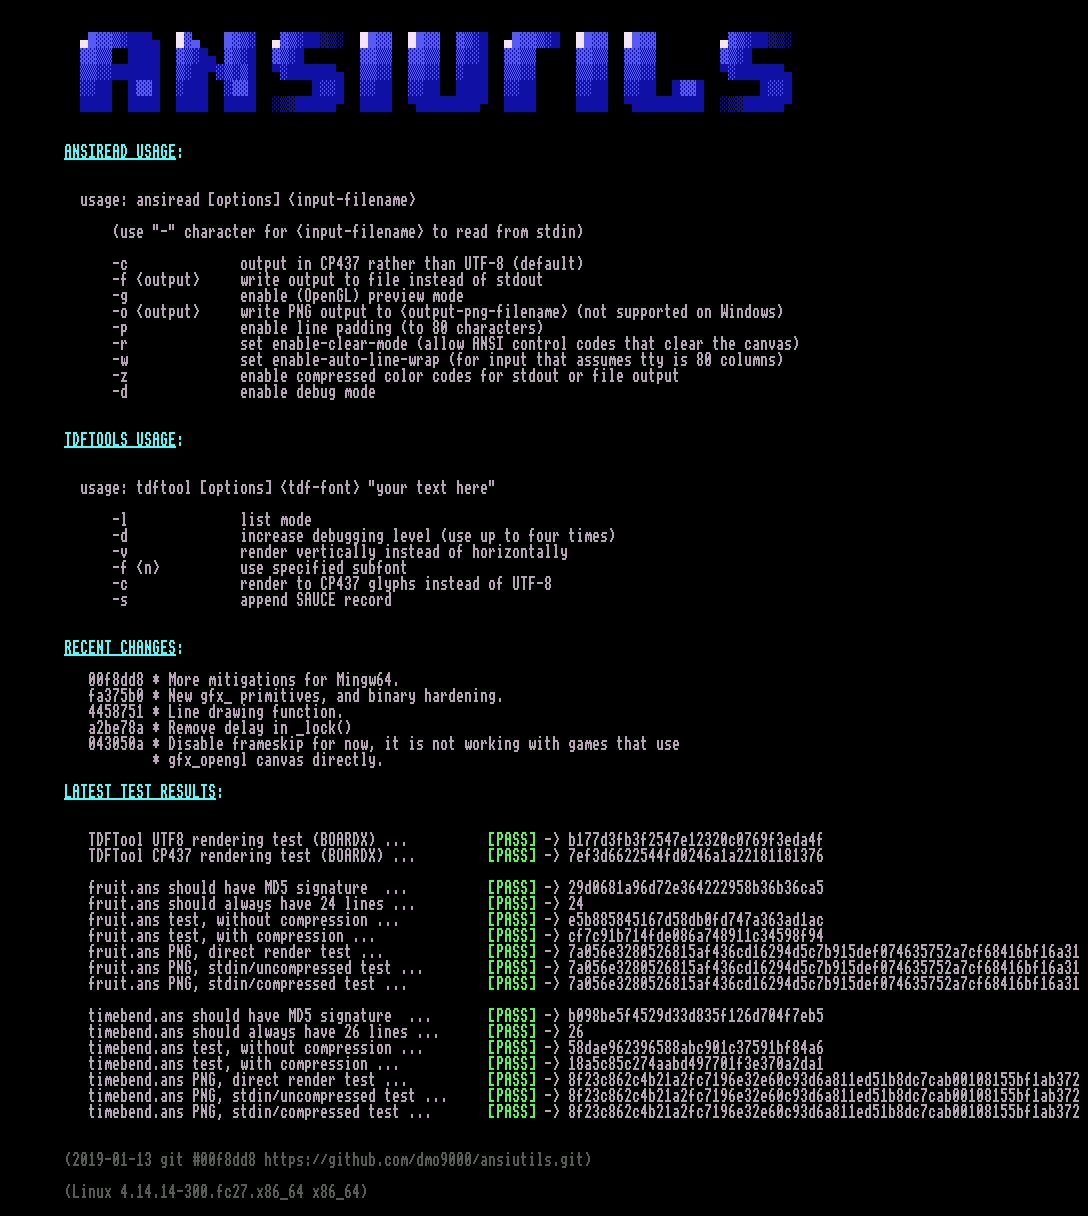 ANSIUTILS
ANSIREAD USAGE:
usage: ansiread [options] <input-filename>
(use "-" character for <input-filename> to read from stdin)
-c output in CP437 rather than UTF-8 (default)
-f <output> write output to file instead of stdout
-g enable (OpenGL) preview mode
-o <output> write PNG output to <output-png-filename> (not supported on Windows)
-p enable line padding (to 80 characters)
-r set enable-clear-mode (allow ANSI control codes that clear the canvas)
-w set enable-auto-line-wrap (for input that assumes tty is 80 columns)
-z enable compressed color codes for stdout or file output
-d enable debug mode
TDFTOOLS USAGE:
usage: tdftool [options] <tdf-font> "your text here"
-l list mode
-d increase debugging level (use up to four times)
-v render vertically instead of horizontally
-f <n> use specified subfont
-c render to CP437 glyphs instead of UTF-8
-s append SAUCE record
RECENT CHANGES:
00f8dd8 * More mitigations for Mingw64.
fa375b0 * New gfx_ primitives, and binary hardening.
4458751 * Line drawing function.
a2be78a * Remove delay in _lock()
043050a * Disable frameskip for now, it is not working with games that use
* gfx_opengl canvas directly.
LATEST TEST RESULTS:
TDFTool UTF8 rendering test (BOARDX) ... [PASS] -> b177d3fb3f2547e12320c0769f3eda4f
TDFTool CP437 rendering test (BOARDX) ... [PASS] -> 7ef3d6622544fd0246a1a22181181376
fruit.ans should have MD5 signature  ... [PASS] -> 29d0681a96d72e364222958b36b36ca5
fruit.ans should always have 24 lines ... [PASS] -> 24
fruit.ans test, without compression ... [PASS] -> e5b885845167d58db0fd747a363ad1ac
fruit.ans test, with compression ... [PASS] -> cf7c91b714fde086a748911c34598f94
fruit.ans PNG, direct render test ... [PASS] -> 7a056e3280526815af436cd16294d5c7b915def074635752a7cf68416bf16a31
fruit.ans PNG, stdin/uncompressed test ... [PASS] -> 7a056e3280526815af436cd16294d5c7b915def074635752a7cf68416bf16a31
fruit.ans PNG, stdin/compressed test ... [PASS] -> 7a056e3280526815af436cd16294d5c7b915def074635752a7cf68416bf16a31
timebend.ans should have MD5 signature  ... [PASS] -> b098be5f4529d33d835f126d704f7eb5
timebend.ans should always have 26 lines ... [PASS] -> 26
timebend.ans test, without compression ... [PASS] -> 58dae962396588abc901c37591bf84a6
timebend.ans test, with compression ... [PASS] -> 18a5c85c274aabd497701f3e370a2da1
timebend.ans PNG, direct render test ... [PASS] -> 8f23c862c4b21a2fc7196e32e60c93d6a811ed51b8dc7cab00108155bf1ab372
timebend.ans PNG, stdin/uncompressed test ... [PASS] -> 8f23c862c4b21a2fc7196e32e60c93d6a811ed51b8dc7cab00108155bf1ab372
timebend.ans PNG, stdin/compressed test ... [PASS] -> 8f23c862c4b21a2fc7196e32e60c93d6a811ed51b8dc7cab00108155bf1ab372
(2019-01-13 git #00f8dd8 https://github.com/dmo9000/ansiutils.git)
(Linux 4.14.14-300.fc27.x86_64 x86_64)